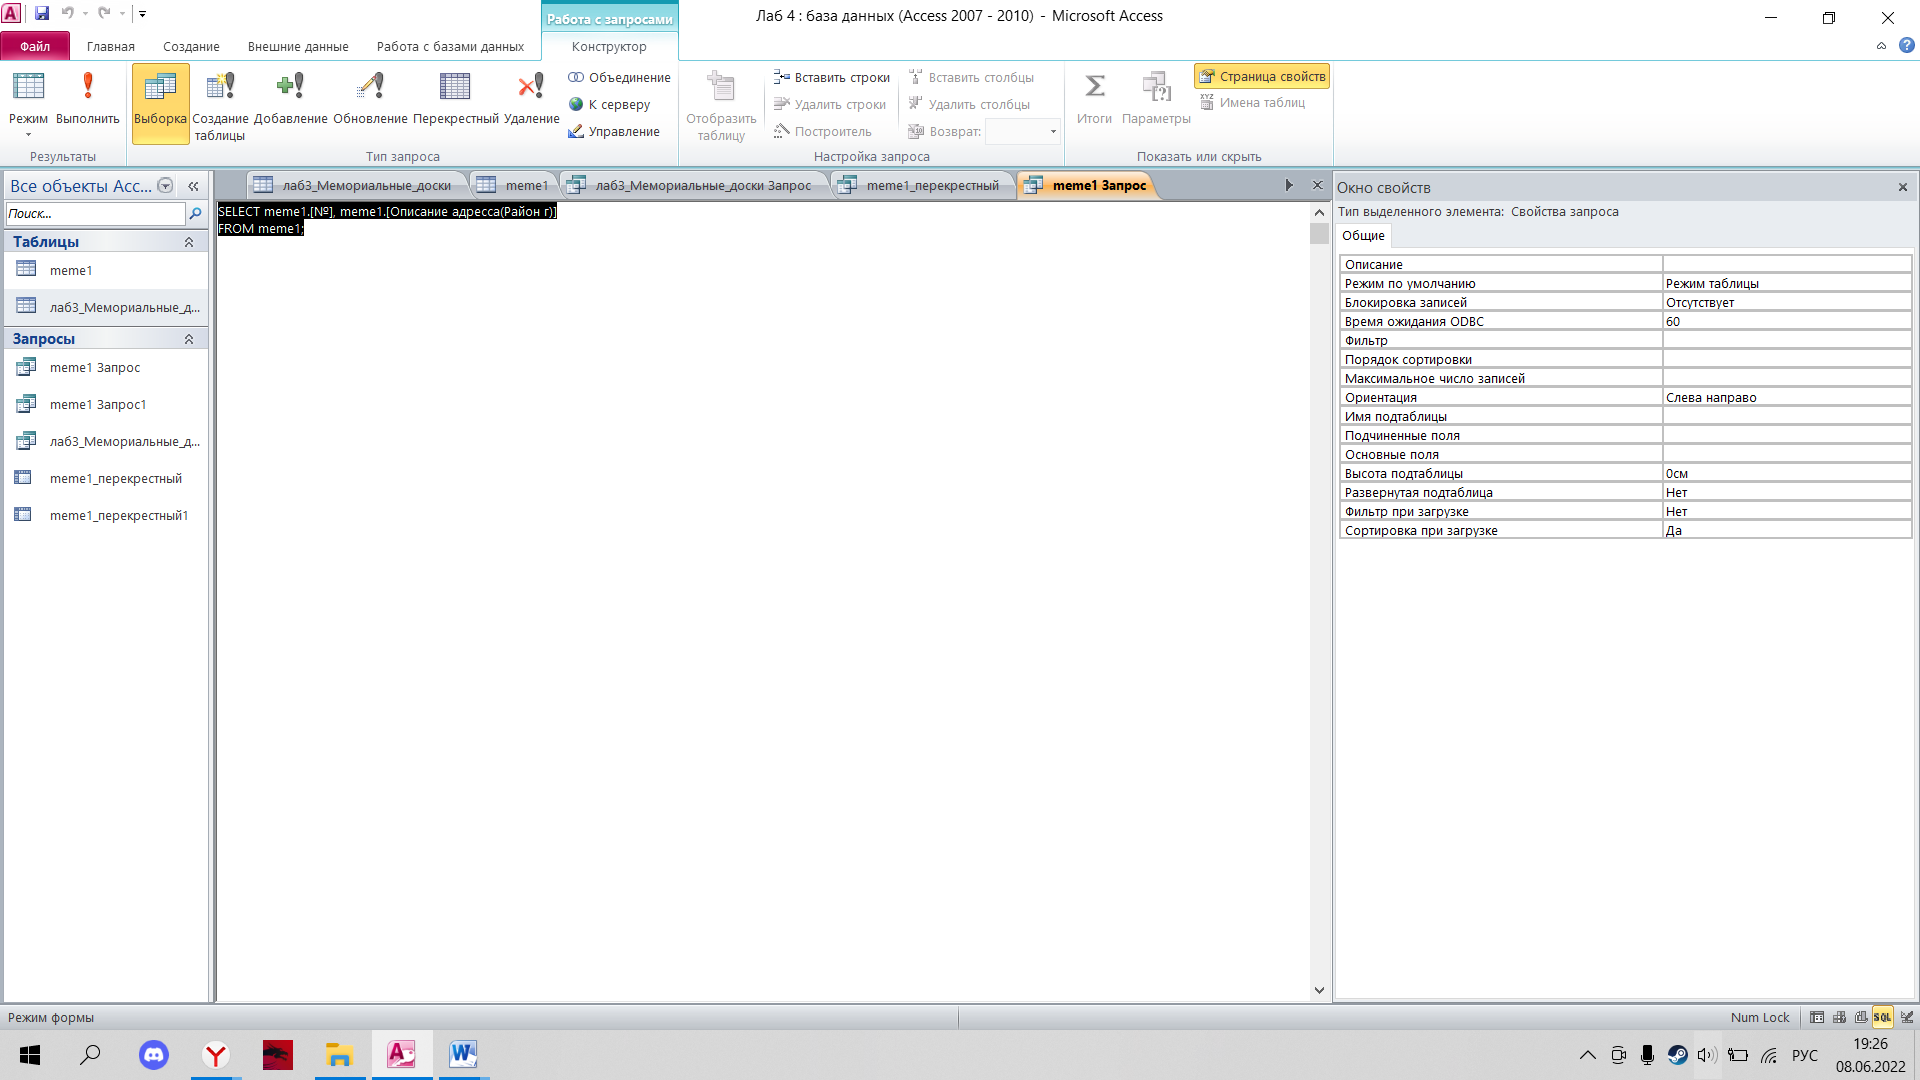 Лаб 4 : база данных (Access 2007 - 2010) - Microsoft Access
Работа с запросами
Файл
Главная
Создание
Внешние данные
Работа с базами данных
Конструктор
Режим
Выполнить
Результаты
Выборка
Создание таблицы
Добавление
Обновление
Перекрестный
Удаление
Объединение
К серверу
Управление
Тип запроса
Отобразить таблицу
Вставить строки
Удалить строки
Построитель
Вставить столбцы
Удалить столбцы
Возврат:
Настройка запроса
Итоги
Параметры
Страница свойств
Имена таблиц
Показать или скрыть
Все объекты Acc...
Поиск...
Таблицы
meme1
лаб3_Мемориальные_д...
Запросы
meme1 Запрос
meme1 Запрос1
лаб3_Мемориальные_д...
meme1_перекрестный
meme1_перекрестный1
лаб3_Мемориальные_доски
meme1
лаб3_Мемориальные_доски Запрос
meme1_перекрестный
meme1 Запрос
SELECT meme1.[№], meme1.[Описание адресса(Район г)]
FROM meme1;
Окно свойств
Тип выделенного элемента: Свойства запроса
Общие
Описание
Режим по умолчанию Режим таблицы
Блокировка записей Отсутствует
Время ожидания ODBC 60
Фильтр
Порядок сортировки
Максимальное число записей
Ориентация Слева направо
Имя подтаблицы
Подчиненные поля
Основные поля
Высота подтаблицы 0см
Развернутая подтаблица Нет
Фильтр при загрузке Нет
Сортировка при загрузке Да
Режим формы
Num Lock
SQL
РУС
19:26
08.06.2022